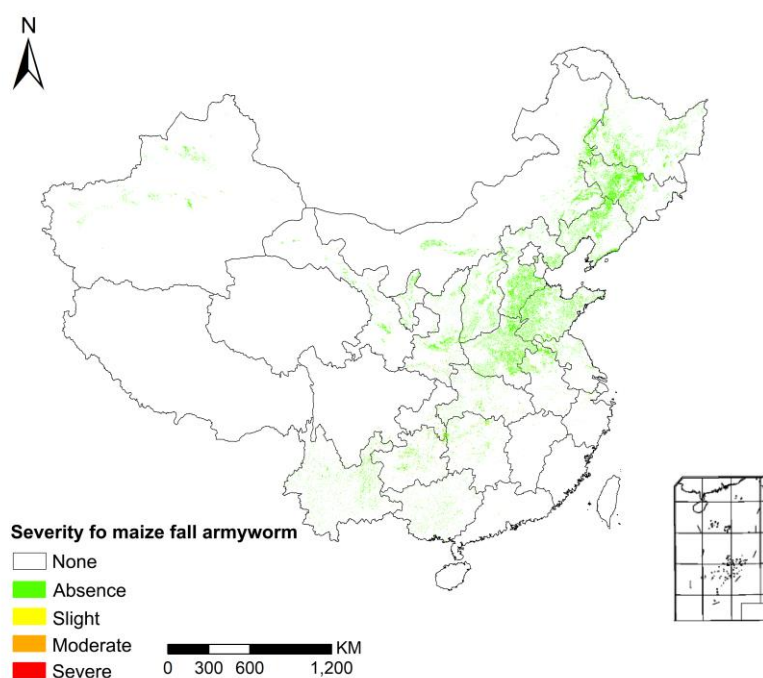 N
Severity fo maize fall armyworm
None
Absence
Slight
Moderate
Severe
KM
0 300 600 1,200